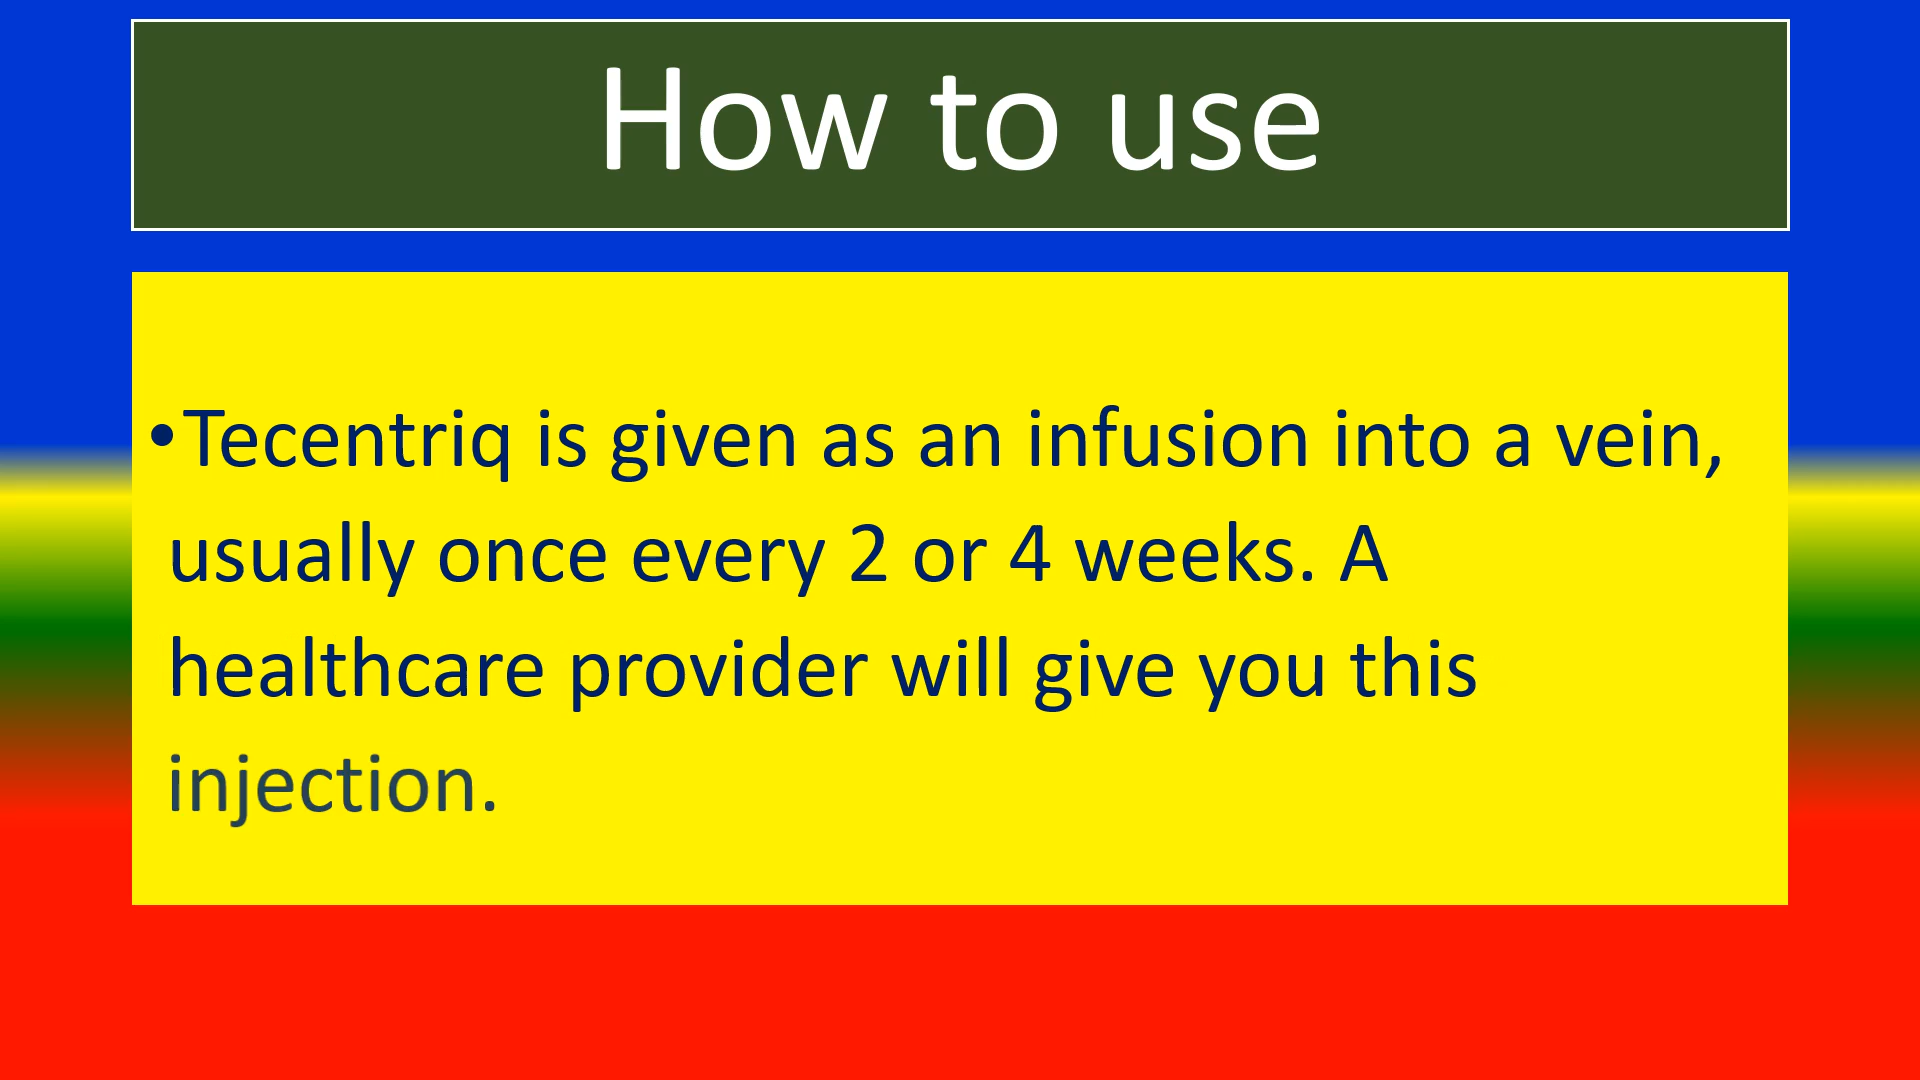 How to use
•Tecentriq is given as an infusion into a vein,
usually once every 2 or 4 weeks. A
healthcare provider will give you this
injection.